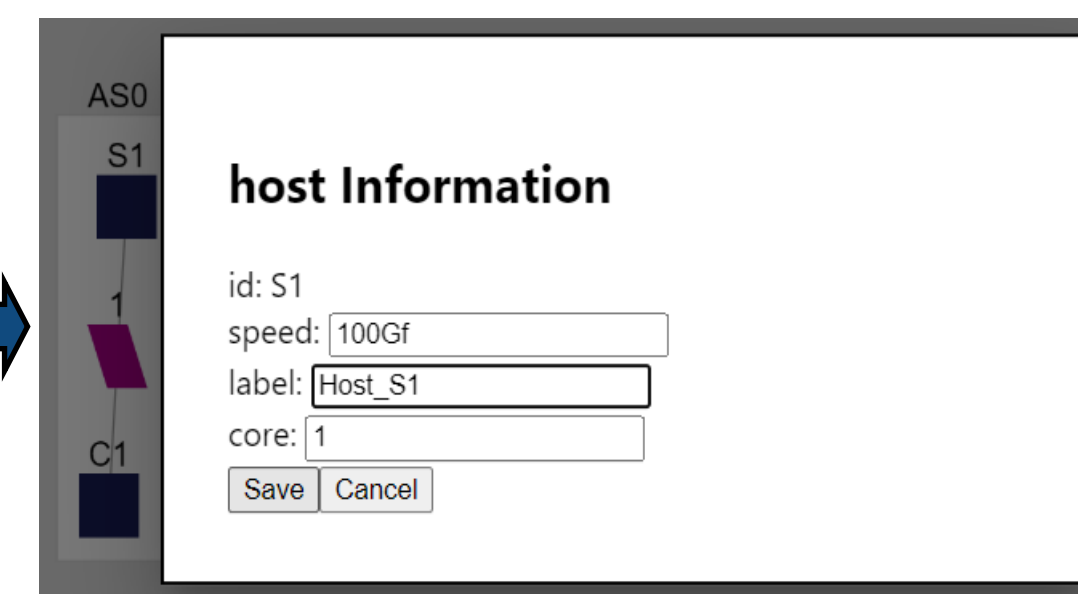 AS0
S1
1
C1
host Information
id: S1
speed: 100Gf
label: Host_S1
core: 1
Save Cancel